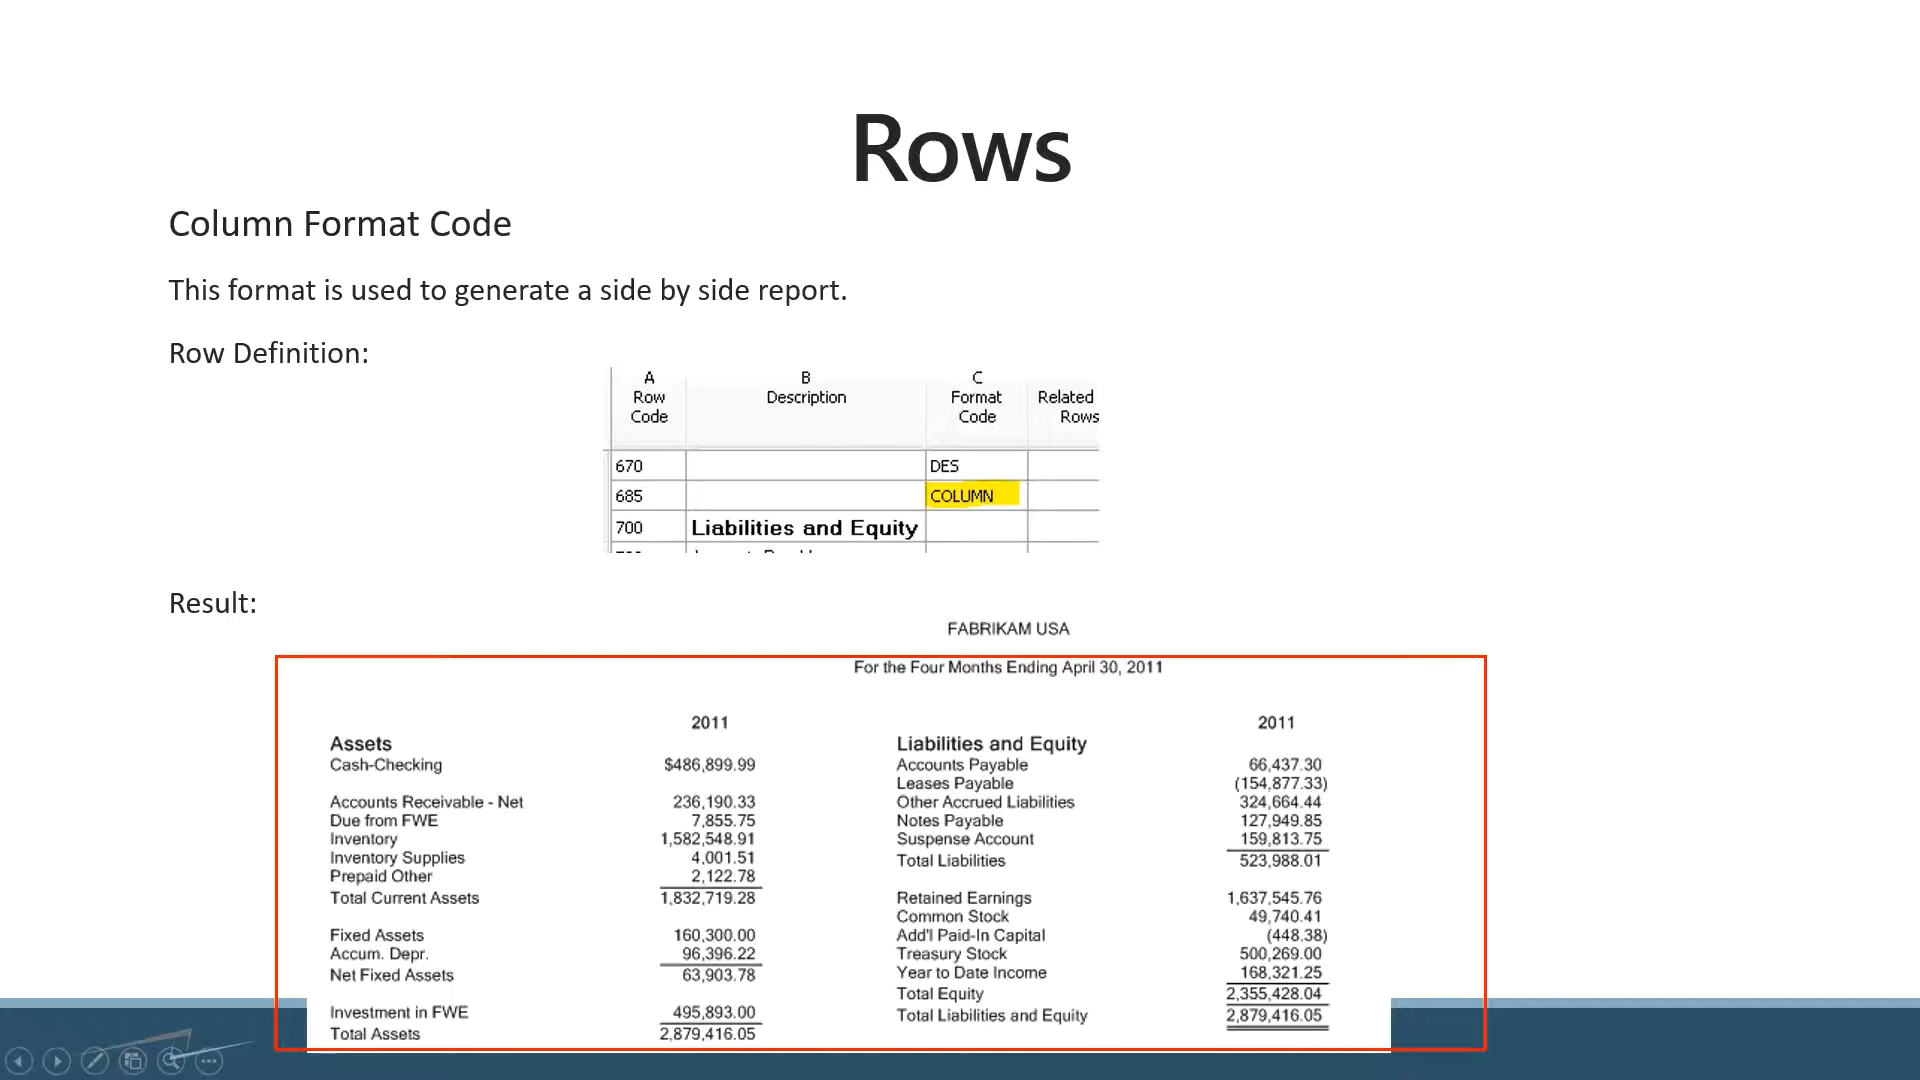 Rows
Column Format Code
This format is used to generate a side by side report.
Row Definition:
A B C
Row Description Format Related
Code Code Rows
670 DES
685 COLUMN
700 Liabilities and Equity
Result:
FABRIKAM USA
For the Four Months Ending April 30, 2011
2011 2011
Assets Liabilities and Equity
Cash-Checking $486,899.99 Accounts Payable 66,437.30
Leases Payable (154,877.33)
Accounts Receivable - Net 236,190.33 Other Accrued Liabilities 324,664.44
Due from FWE 7,855.75 Notes Payable 127,949.85
Inventory 1,582,548.91 Suspense Account 159,813.75
Inventory Supplies 4,001.51 Total Liabilities 523,988.01
Prepaid Other 2,122.78
Total Current Assets 1,832,719.28 Retained Earnings 1,637,545.76
Common Stock 49,740.41
Fixed Assets 160,300.00 Add'l Paid-In Capital (448.38)
Accum. Depr. 96,396.22 Treasury Stock 500,269.00
Net Fixed Assets 63,903.78 Year to Date Income 168,321.25
Total Equity 2,355,428.04
Investment in FWE 495,893.00 Total Liabilities and Equity 2,879,416.05
Total Assets 2,879,416.05